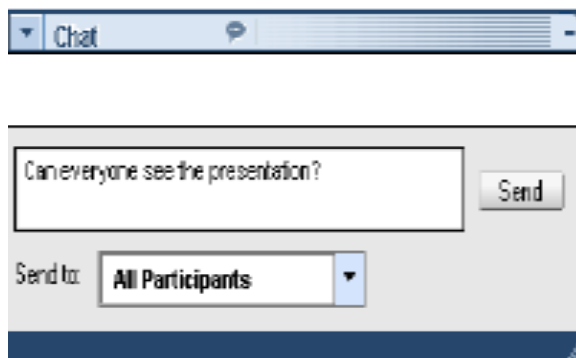 Chat
Can everyone see the presentation?
Send
Send to:
All Participants